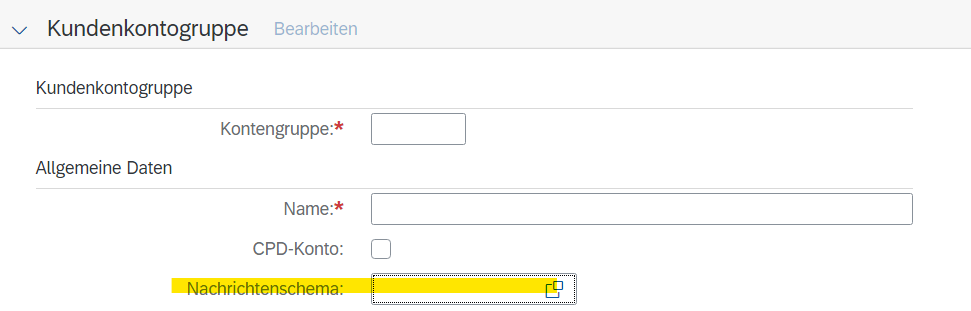 Kundenkontogruppe Bearbeiten
Kundenkontogruppe
Kontengruppe:*
Allgemeine Daten
Name:*
CPD-Konto:
Nachrichtenschema: